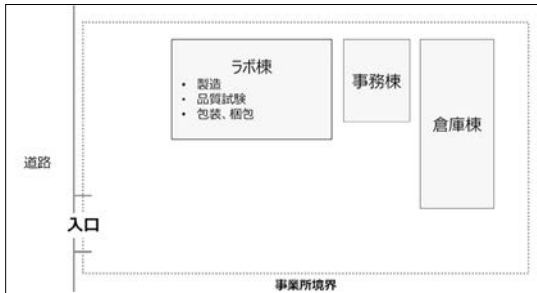 ラボ棟
• 製造
• 品質試験
• 包装、梱包
事務棟
倉庫棟
道路
入口
事業所境界